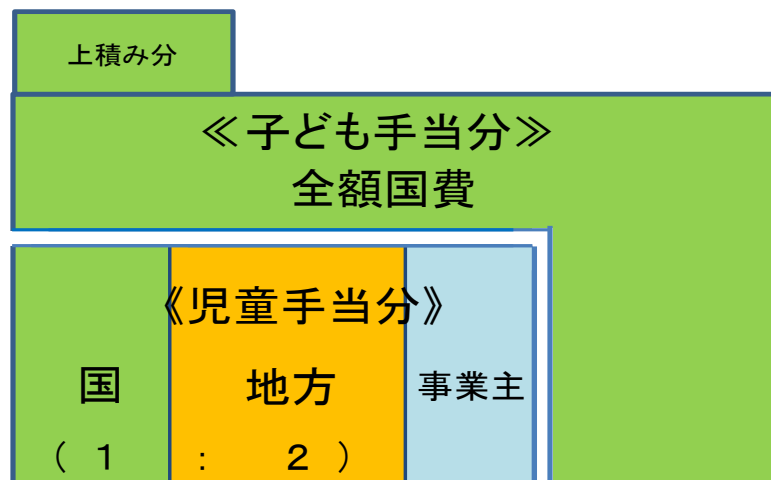 上積み分
≪子ども手当分≫
全額国費
《児童手当分》
国 地方 事業主
（ １ ： ２ ）